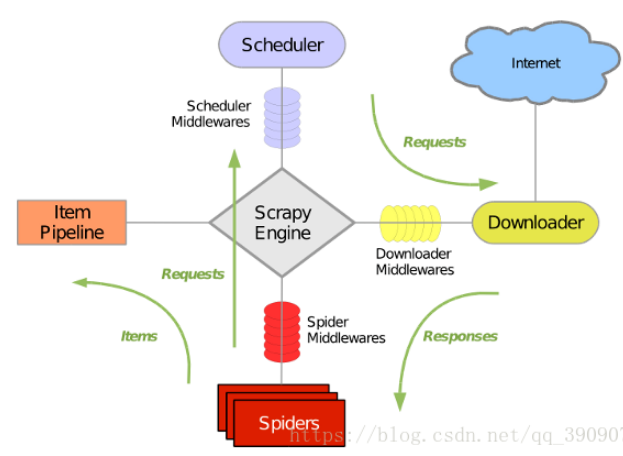 Scheduler
Internet
Scheduler
Middlewares
Requests
Item
Pipeline
Scrapy
Engine
Downloader
Downloader
Middlewares
Requests
Items
Spider
Middlewares
Responses
Spiders
https://blog.csdn.net/qq_39090